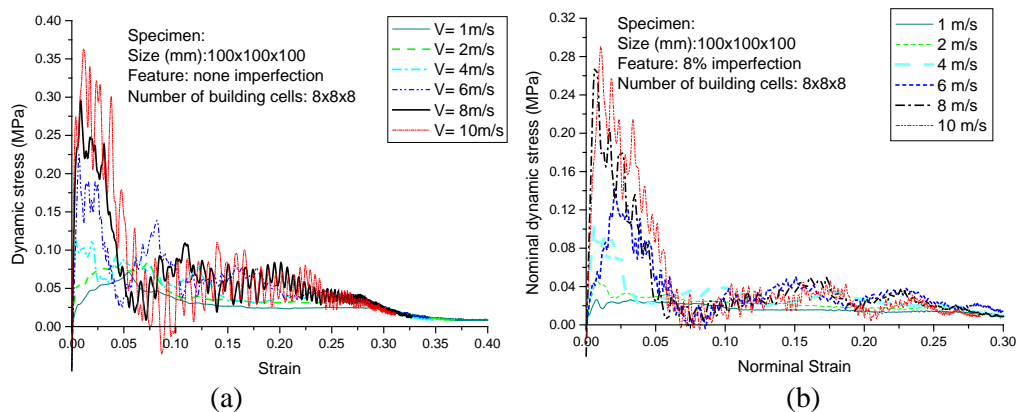 0.40
0.35
0.30
0.25
0.20
0.15
0.10
0.05
0.00
Dynamic stress (MPa)
Specimen:
Size (mm):100x100x100
Feature: none imperfection
Number of building cells: 8x8x8
V= 1m/s
V= 2m/s
V= 4m/s
V= 6m/s
V= 8m/s
V= 10m/s
0.00 0.05 0.10 0.15 0.20 0.25 0.30 0.35 0.40
Strain
(a)
0.32
0.28
0.24
0.20
0.16
0.12
0.08
0.04
0.00
Nominal dynamic stress (MPa)
Specimen:
Size (mm):100x100x100
Feature: 8% imperfection
Number of building cells: 8x8x8
1 m/s
2 m/s
4 m/s
6 m/s
8 m/s
10 m/s
0.00 0.05 0.10 0.15 0.20 0.25 0.30
Norminal Strain
(b)